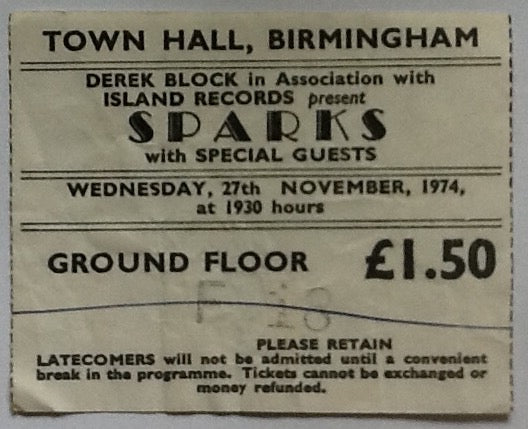 TOWN HALL, BIRMINGHAM
DEREK BLOCK in Association with
ISLAND RECORDS present
SPARKS
with SPECIAL GUESTS
WEDNESDAY, 27th NOVEMBER, 1974,
at 1930 hours
GROUND FLOOR £1.50
F 18
PLEASE RETAIN
LATECOMERS will not be admitted until a convenient
break in the programme. Tickets cannot be exchanged or
money refunded.